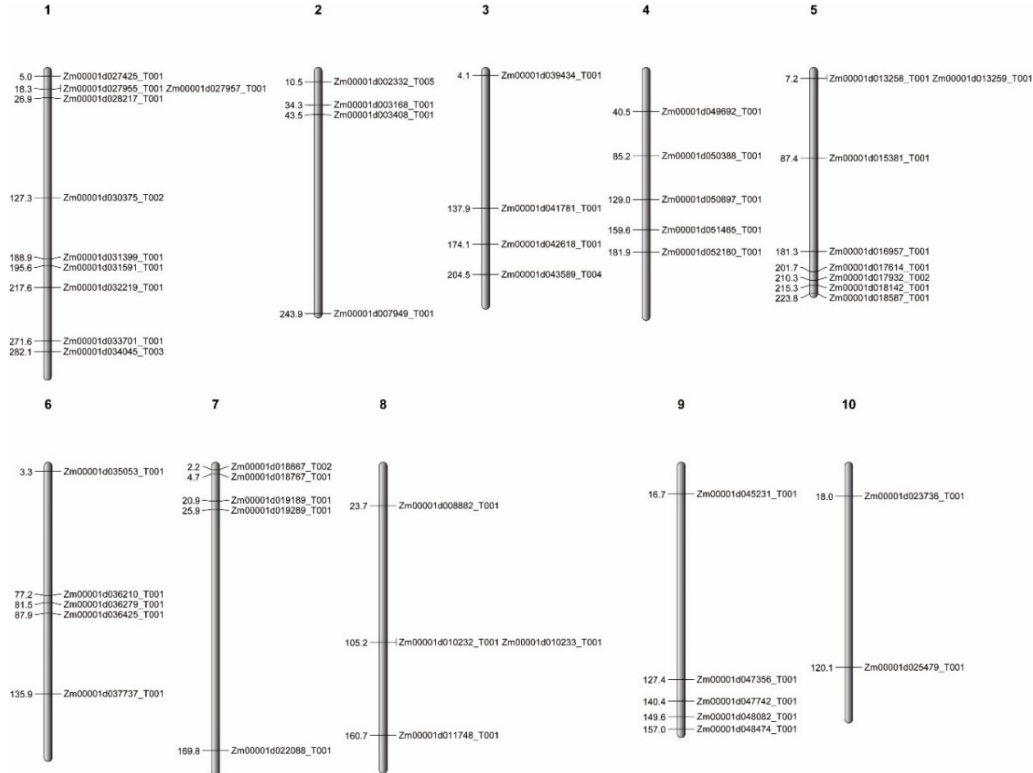 1
2
3
4
5
5.0 Zm00001d027425_T001
18.3 Zm00001d027955_T001 Zm00001d027957_T001
26.9 Zm00001d028217_T001
127.3 Zm00001d030375_T002
188.9 Zm00001d031399_T001
195.6 Zm00001d031591_T001
217.6 Zm00001d032219_T001
271.6 Zm00001d033701_T001
282.1 Zm00001d034045_T003
10.5 Zm00001d002332_T005
34.3 Zm00001d003168_T001
43.5 Zm00001d003408_T001
243.9 Zm00001d007949_T001
4.1 Zm00001d039434_T001
137.9 Zm00001d041781_T001
174.1 Zm00001d042618_T001
204.5 Zm00001d043589_T004
40.5 Zm00001d049692_T001
85.2 Zm00001d050388_T001
129.0 Zm00001d050897_T001
159.6 Zm00001d051465_T001
181.9 Zm00001d052180_T001
7.2 Zm00001d013258_T001 Zm00001d013259_T001
87.4 Zm00001d015381_T001
181.3 Zm00001d016957_T001
201.7 Zm00001d017614_T001
210.3 Zm00001d017932_T002
215.3 Zm00001d018142_T001
223.8 Zm00001d018587_T001
6
7
8
9
10
3.3 Zm00001d035053_T001
77.2 Zm00001d036210_T001
81.5 Zm00001d036279_T001
87.9 Zm00001d036425_T001
135.9 Zm00001d037737_T001
2.2 Zm00001d018667_T002
4.7 Zm00001d018767_T001
20.9 Zm00001d019189_T001
25.9 Zm00001d019289_T001
169.8 Zm00001d022088_T001
23.7 Zm00001d008882_T001
105.2 Zm00001d010232_T001 Zm00001d010233_T001
160.7 Zm00001d011748_T001
16.7 Zm00001d045231_T001
127.4 Zm00001d047356_T001
140.4 Zm00001d047742_T001
149.6 Zm00001d048082_T001
157.0 Zm00001d048474_T001
18.0 Zm00001d023736_T001
120.1 Zm00001d025479_T001